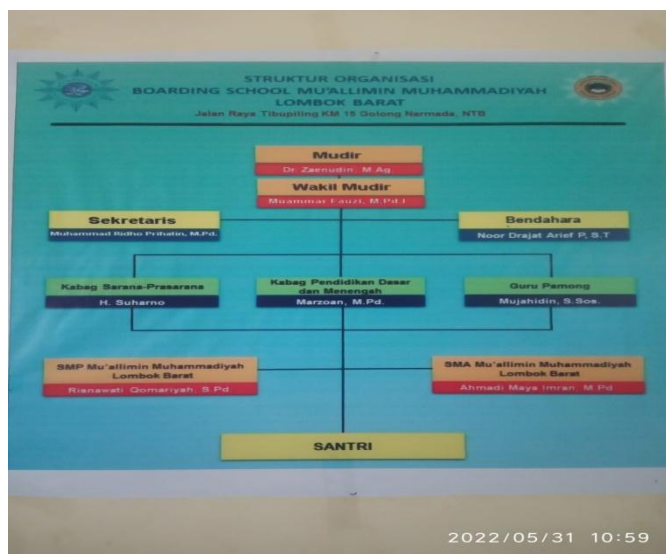 STRUKTUR ORGANISASI
BOARDING SCHOOL MU'ALLIMIN MUHAMMADIYAH
LOMBOK BARAT
Jalan Raya Tibupiling KM 15 Golong Narmada, NTB
Mudir
Dr. Zaenudin, M.Ag.
Wakil Mudir
Muammar Fauzi, M.Pd.I
Sekretaris
Muhammad Ridho Prihatin, M.Pd.
Bendahara
Noor Drajat Arief P, S.T
Kabag Sarana-Prasarana
H. Suharno
Kabag Pendidikan Dasar
dan Menengah
Marzoan, M.Pd.
Guru Pamong
Mujahidin, S.Sos.
SMP Mu'allimin Muhammadiyah
Lombok Barat
Risnawati Qomariyah, S.Pd
SMA Mu'allimin Muhammadiyah
Lombok Barat
Ahmadi Maya Imran, M.Pd
SANTRI
2022/05/31 10:59